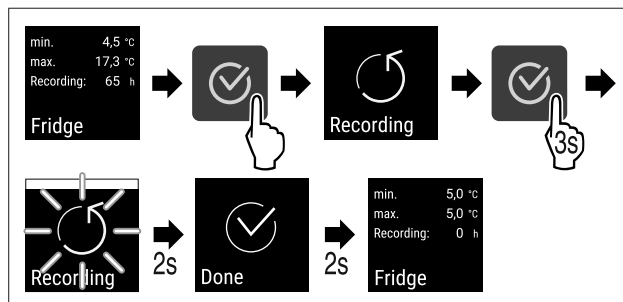 min. 4,5 °C
max. 17,3 °C
Recording: 65 h
Fridge
Recording
3s
Recording
2s
Done
2s
min. 5,0 °C
max. 5,0 °C
Recording: 0 h
Fridge